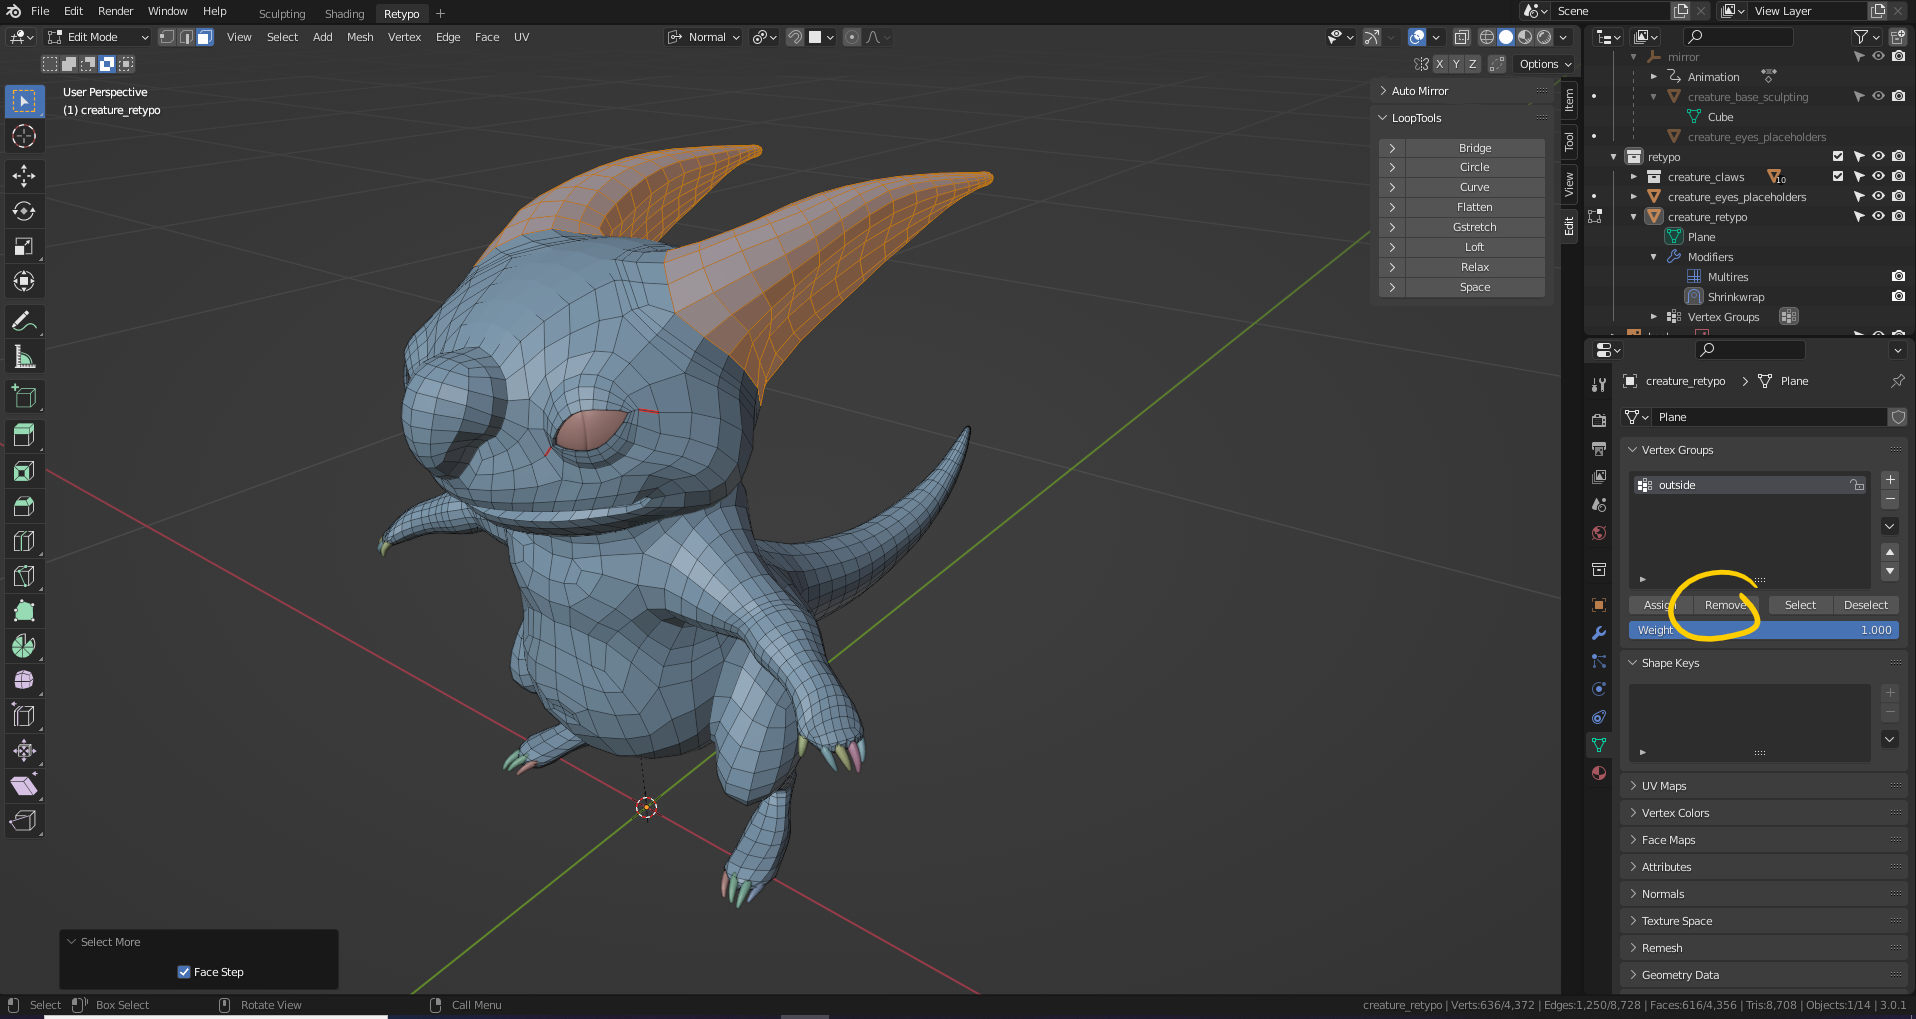 File Edit Render Window Help Sculpting Shading Retypo Scene View Layer
Edit Mode View Select Add Mesh Vertex Edge Face UV Normal
X Y Z Options
User Perspective
(1) creature_retypo
Auto Mirror
LoopTools
Bridge
Circle
Curve
Flatten
Gstretch
Loft
Relax
Space
Item
Tool
View
Edit
mirror
Animation
creature_base_sculpting
Cube
creature_eyes_placeholders
retypo
creature_claws 10
creature_eyes_placeholders
creature_retypo
Plane
Modifiers
Multires
Shrinkwrap
Vertex Groups
creature_retypo Plane
Plane
Vertex Groups
outside
Assign Remove Select Deselect
Weight 1.000
Shape Keys
UV Maps
Vertex Colors
Face Maps
Attributes
Normals
Texture Space
Remesh
Geometry Data
Select More
Face Step
Select Box Select Rotate View Call Menu creature_retypo | Verts:636/4,372 | Edges:1,250/8,728 | Faces:616/4,356 | Tris:8,708 | Objects:1/14 | 3.0.1